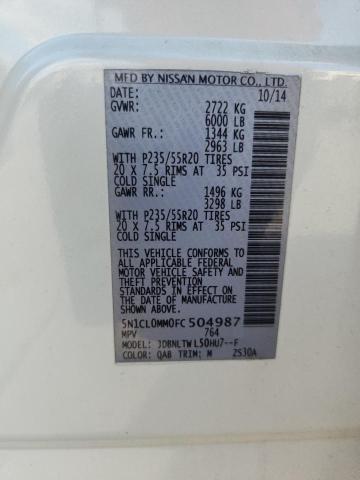 MFD BY NISSAN MOTOR CO., LTD.
DATE: 10/14
GVWR: 2722 KG
6000 LB
GAWR FR.: 1344 KG
2963 LB
WITH P235/55R20 TIRES
20 X 7.5 RIMS AT 35 PSI
COLD SINGLE
GAWR RR.: 1496 KG
3298 LB
WITH P235/55R20 TIRES
20 X 7.5 RIMS AT 35 PSI
COLD SINGLE
THIS VEHICLE CONFORMS TO ALL
APPLICABLE FEDERAL
MOTOR VEHICLE SAFETY
AND THEFT PREVENTION
STANDARDS IN EFFECT
ON THE DATE OF
MANUFACTURE SHOWN ABOVE.
5N1CL0MM0FC504987
MPV 764
MODEL: JDBNLTWL50HU7--F
COLOR: QAB TRIM: M ZS30A